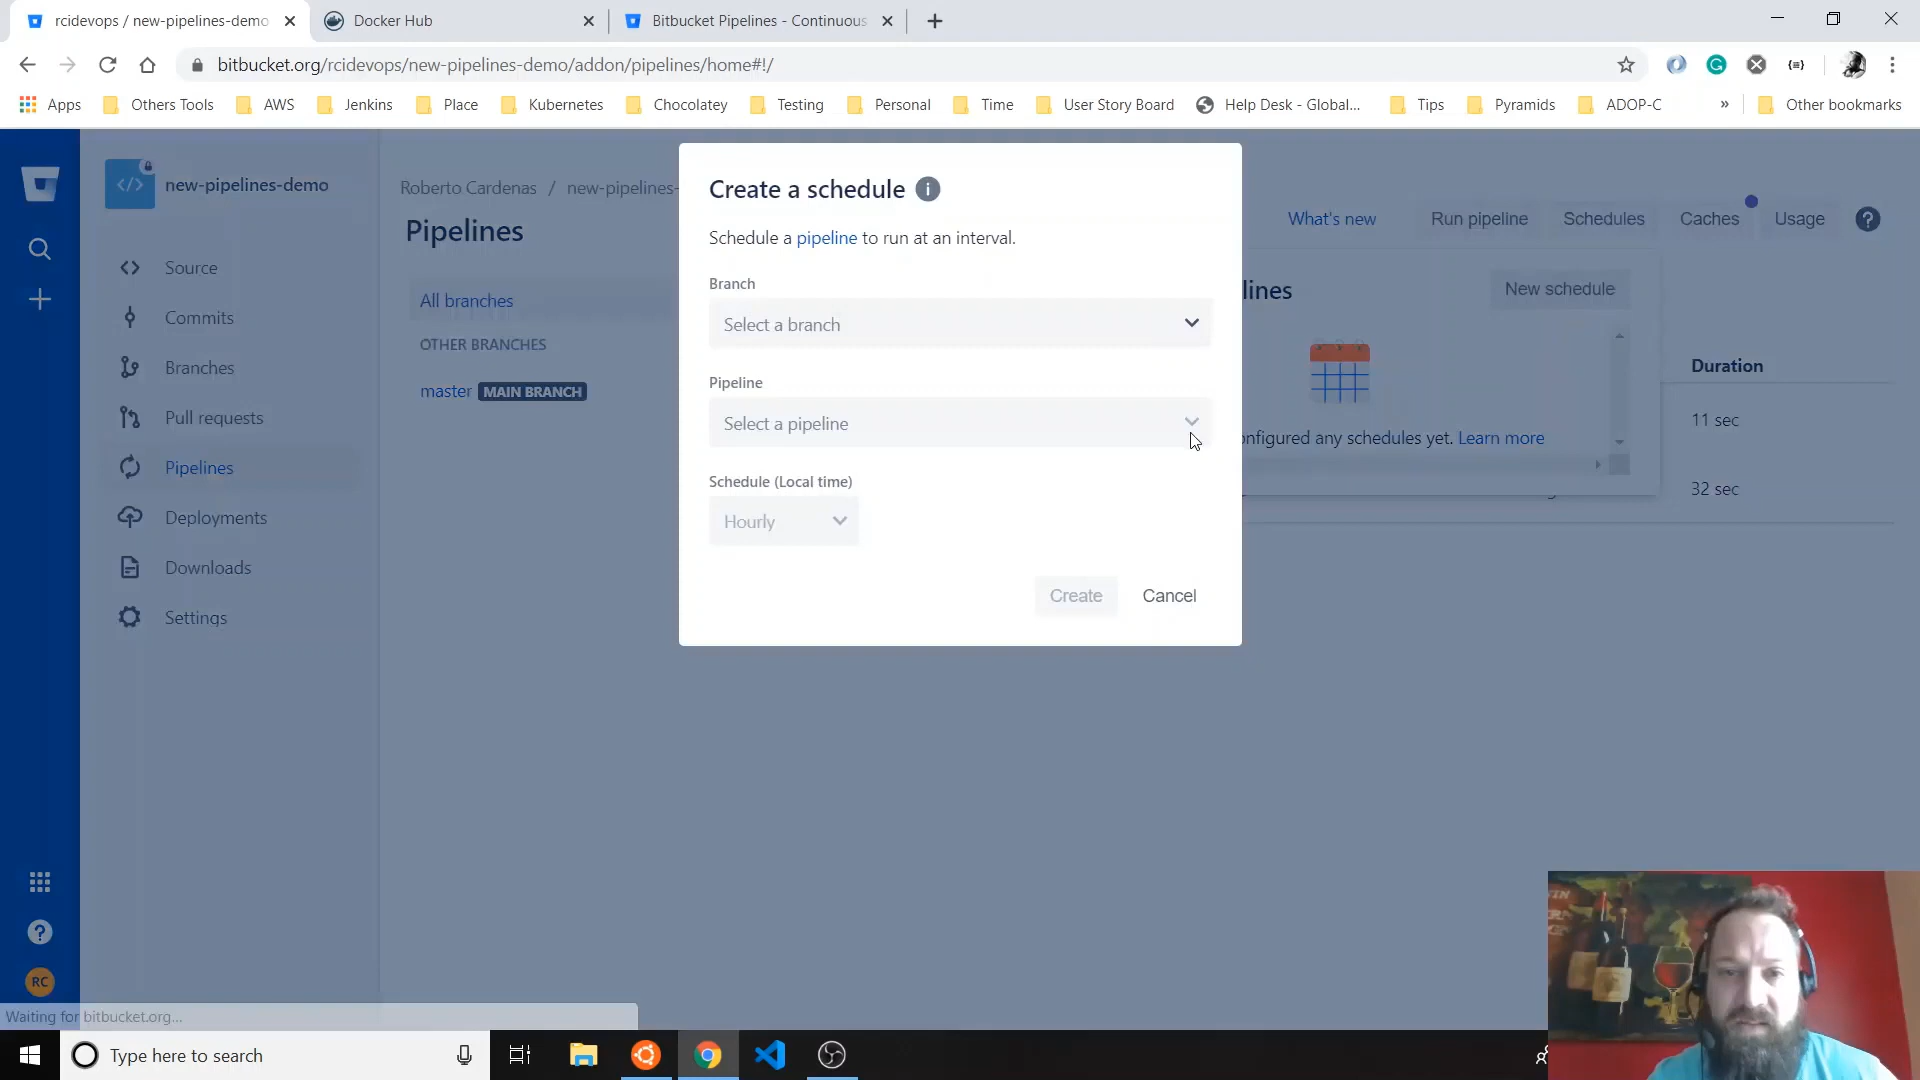 rcidevops / new-pipelines-demo
Docker Hub
Bitbucket Pipelines - Continuous
bitbucket.org/rcidevops/new-pipelines-demo/addon/pipelines/home#!/
Apps
Others Tools
AWS
Jenkins
Place
Kubernetes
Chocolatey
Testing
Personal
Time
User Story Board
Help Desk - Global...
Tips
Pyramids
ADOP-C
»
Other bookmarks
new-pipelines-demo
Source
Commits
Branches
Pull requests
Pipelines
Deployments
Downloads
Settings
RC
Roberto Cardenas / new-pipelines-
Pipelines
All branches
OTHER BRANCHES
master MAIN BRANCH
What's new
Run pipeline
Schedules
Caches
Usage
lines
New schedule
nfigured any schedules yet. Learn more
Duration
11 sec
32 sec
Create a schedule
Schedule a pipeline to run at an interval.
Branch
Select a branch
Pipeline
Select a pipeline
Schedule (Local time)
Hourly
Create
Cancel
Waiting for bitbucket.org...
Type here to search